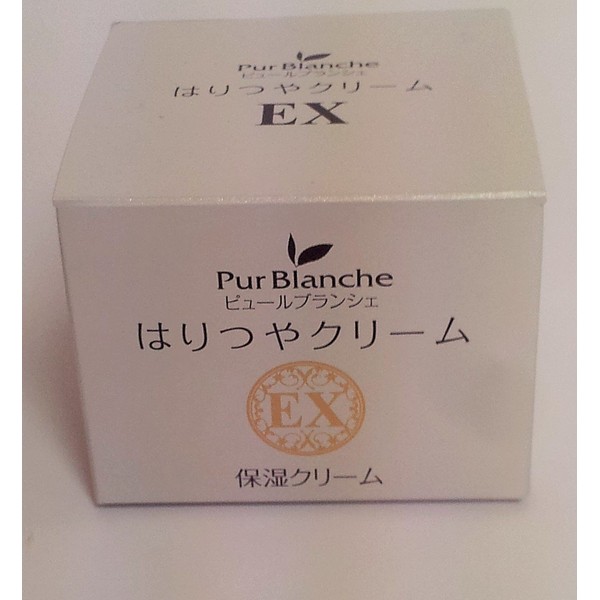 Pur Blanche
ピュールブランシェ
はりつやクリーム
EX
Pur Blanche
ピュールブランシェ
はりつやクリーム
EX
保湿クリーム